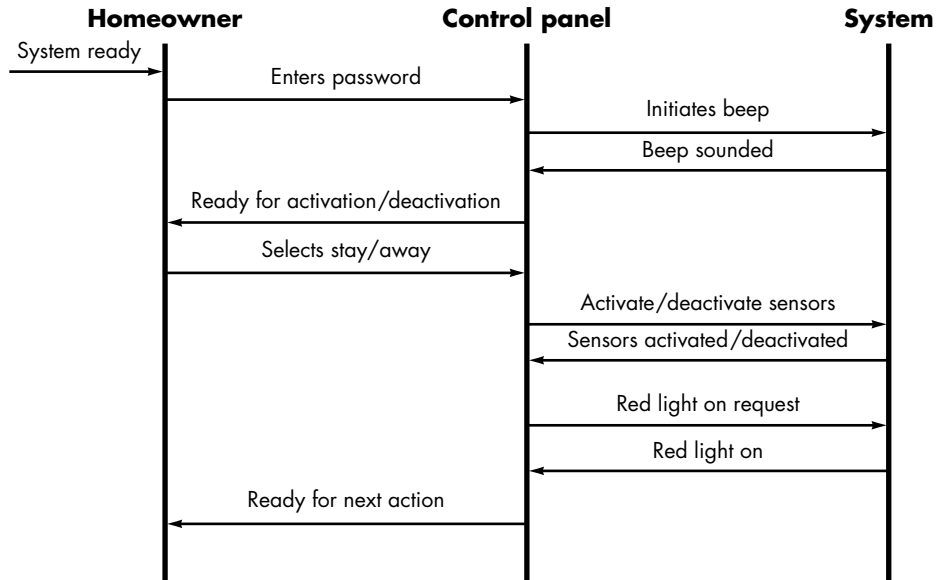 Homeowner Control panel System
System ready
Enters password
Initiates beep
Beep sounded
Ready for activation/deactivation
Selects stay/away
Activate/deactivate sensors
Sensors activated/deactivated
Red light on request
Red light on
Ready for next action